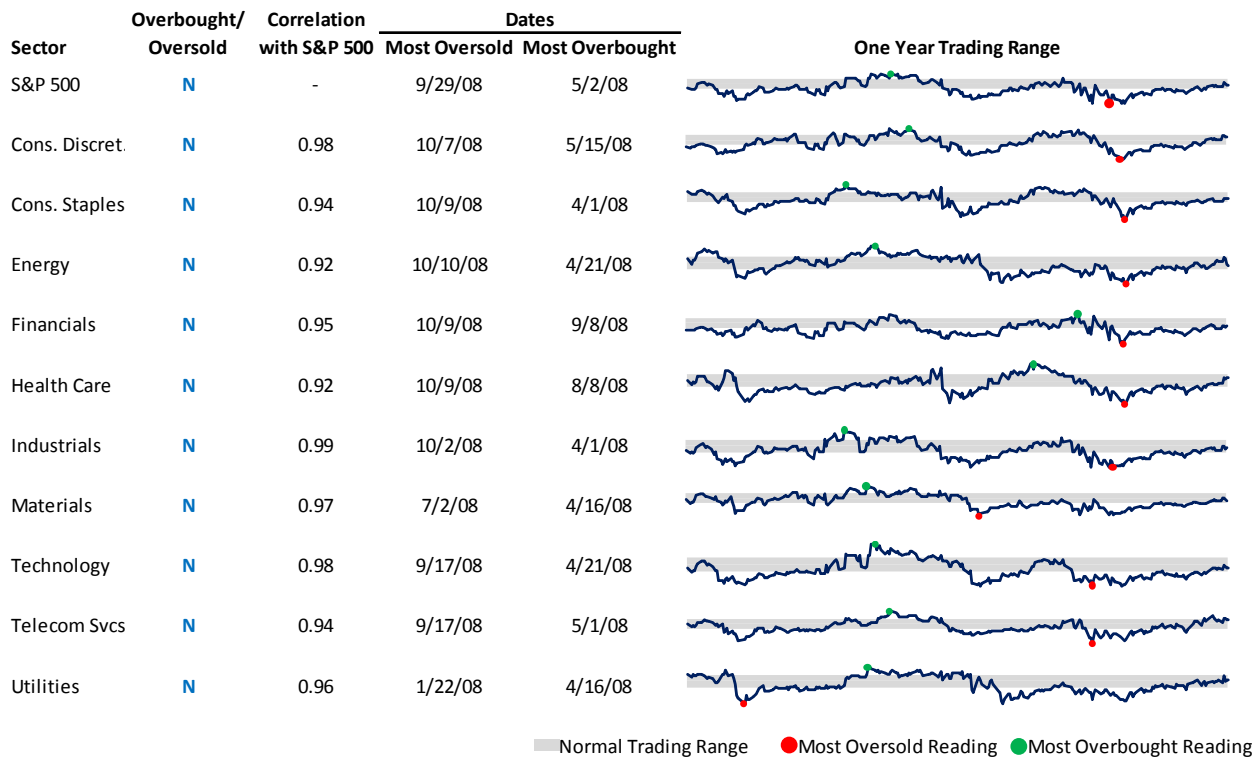 Overbought/ Correlation Dates
Sector Oversold with S&P 500 Most Oversold Most Overbought One Year Trading Range
S&P 500 N - 9/29/08 5/2/08
Cons. Discret. N 0.98 10/7/08 5/15/08
Cons. Staples N 0.94 10/9/08 4/1/08
Energy N 0.92 10/10/08 4/21/08
Financials N 0.95 10/9/08 9/8/08
Health Care N 0.92 10/9/08 8/8/08
Industrials N 0.99 10/2/08 4/1/08
Materials N 0.97 7/2/08 4/16/08
Technology N 0.98 9/17/08 4/21/08
Telecom Svcs N 0.94 9/17/08 5/1/08
Utilities N 0.96 1/22/08 4/16/08
Normal Trading Range Most Oversold Reading Most Overbought Reading